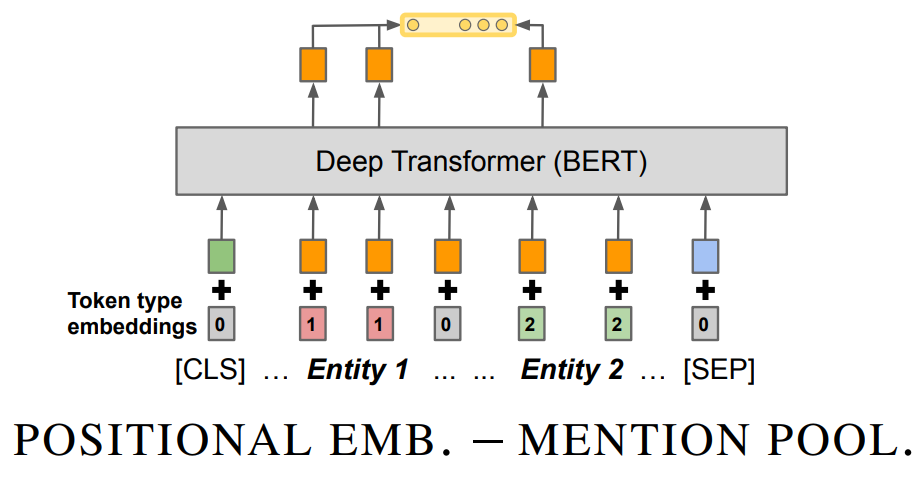 Deep Transformer (BERT)
Token type
embeddings 0 1 1 0 2 2 0
[CLS] ... Entity 1 ... ... Entity 2 ... [SEP]
POSITIONAL EMB. – MENTION POOL.